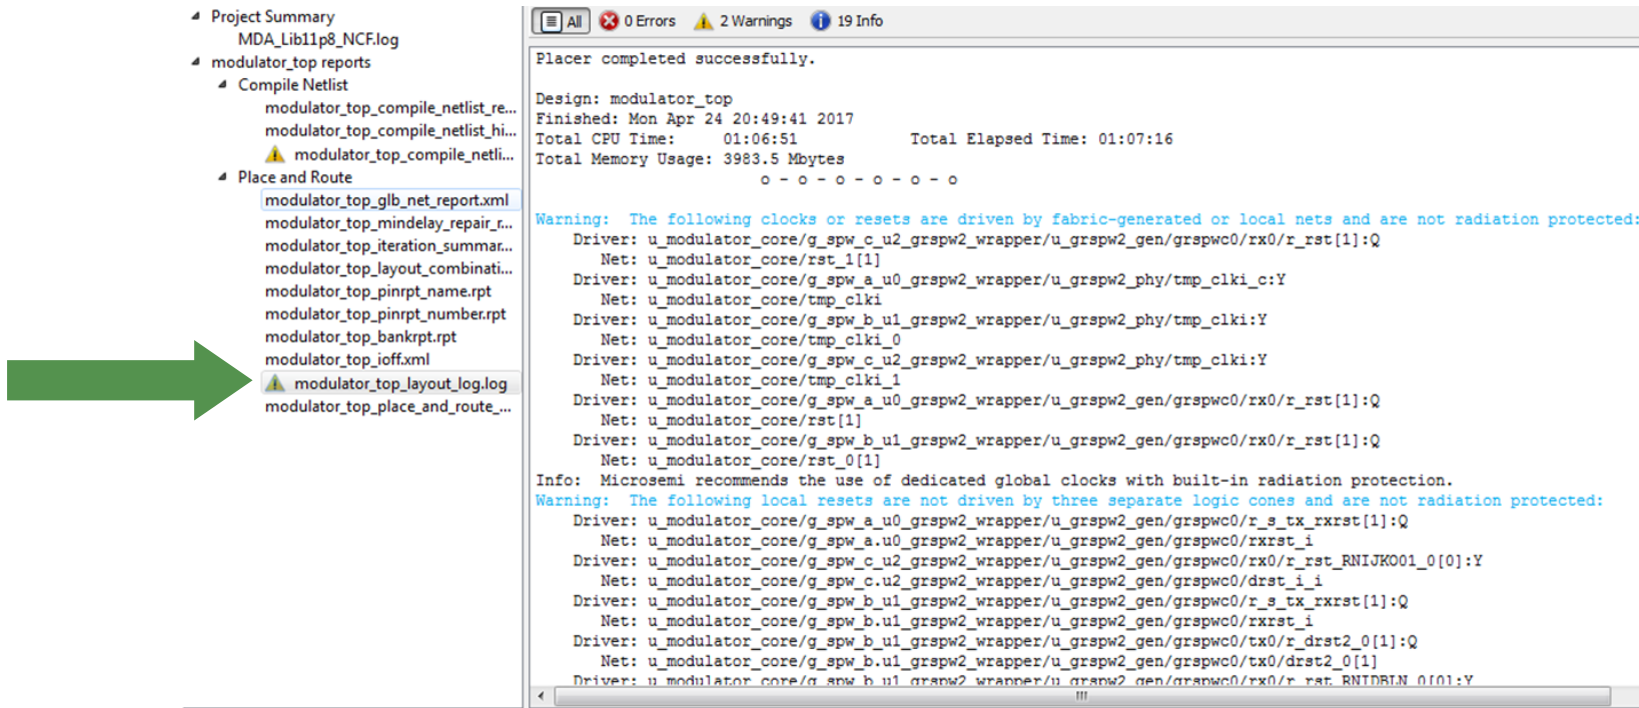 Project Summary
MDA_Lib11p8_NCF.log
modulator_top reports
Compile Netlist
modulator_top_compile_netlist_re...
modulator_top_compile_netlist_hi...
modulator_top_compile_netli...
Place and Route
modulator_top_glb_net_report.xml
modulator_top_mindelay_repair_r...
modulator_top_iteration_summar...
modulator_top_layout_combinati...
modulator_top_pinrpt_name.rpt
modulator_top_pinrpt_number.rpt
modulator_top_bankrpt.rpt
modulator_top_ioff.xml
modulator_top_layout_log.log
modulator_top_place_and_route_...
All 0 Errors 2 Warnings 19 Info
Placer completed successfully.
Design: modulator_top
Finished: Mon Apr 24 20:49:41 2017
Total CPU Time: 01:06:51 Total Elapsed Time: 01:07:16
Total Memory Usage: 3983.5 Mbytes
o - o - o - o - o - o
Warning: The following clocks or resets are driven by fabric-generated or local nets and are not radiation protected:
Driver: u_modulator_core/g_spw_c_u2_grspw2_wrapper/u_grspw2_gen/grspwc0/rx0/r_rst[1]:Q
Net: u_modulator_core/rst_1[1]
Driver: u_modulator_core/g_spw_a_u0_grspw2_wrapper/u_grspw2_phy/tmp_clki_c:Y
Net: u_modulator_core/tmp_clki
Driver: u_modulator_core/g_spw_b_u1_grspw2_wrapper/u_grspw2_phy/tmp_clki:Y
Net: u_modulator_core/tmp_clki_0
Driver: u_modulator_core/g_spw_c_u2_grspw2_wrapper/u_grspw2_phy/tmp_clki:Y
Net: u_modulator_core/tmp_clki_1
Driver: u_modulator_core/g_spw_a_u0_grspw2_wrapper/u_grspw2_gen/grspwc0/rx0/r_rst[1]:Q
Net: u_modulator_core/rst[1]
Driver: u_modulator_core/g_spw_b_u1_grspw2_wrapper/u_grspw2_gen/grspwc0/rx0/r_rst[1]:Q
Net: u_modulator_core/rst_0[1]
Info: Microsemi recommends the use of dedicated global clocks with built-in radiation protection.
Warning: The following local resets are not driven by three separate logic cones and are not radiation protected:
Driver: u_modulator_core/g_spw_a_u0_grspw2_wrapper/u_grspw2_gen/grspwc0/r_s_tx_rxrst[1]:Q
Net: u_modulator_core/g_spw_a.u0_grspw2_wrapper/u_grspw2_gen/grspwc0/rxrst_i
Driver: u_modulator_core/g_spw_c_u2_grspw2_wrapper/u_grspw2_gen/grspwc0/rx0/r_rst_RNIJKO01_0[0]:Y
Net: u_modulator_core/g_spw_c.u2_grspw2_wrapper/u_grspw2_gen/grspwc0/drst_i_i
Driver: u_modulator_core/g_spw_b_u1_grspw2_wrapper/u_grspw2_gen/grspwc0/r_s_tx_rxrst[1]:Q
Net: u_modulator_core/g_spw_b.u1_grspw2_wrapper/u_grspw2_gen/grspwc0/rxrst_i
Driver: u_modulator_core/g_spw_b_u1_grspw2_wrapper/u_grspw2_gen/grspwc0/tx0/r_drst2_0[1]:Q
Net: u_modulator_core/g_spw_b.u1_grspw2_wrapper/u_grspw2_gen/grspwc0/tx0/drst2_0[1]
Driver: u_modulator_core/g_spw_b_u1_grspw2_wrapper/u_grspw2_gen/grspwc0/rx0/r_rst_RNIDBLN_0[0]:Y